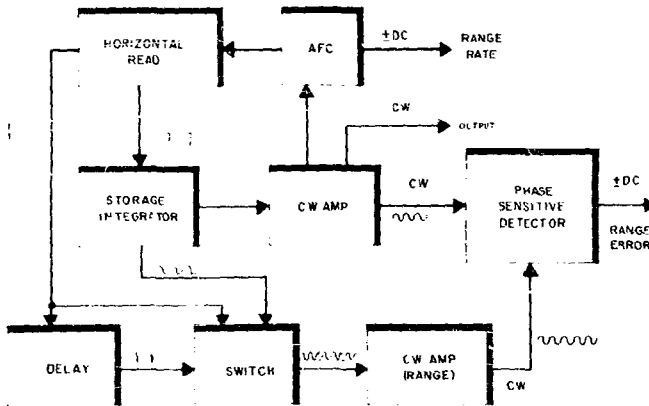 HORIZONTAL
READ
AFC
±DC
RANGE
RATE
CW
OUTPUT
STORAGE
INTEGRATOR
CW AMP
CW
PHASE
SENSITIVE
DETECTOR
±DC
RANGE
ERROR
DELAY
SWITCH
CW AMP
(RANGE)
CW